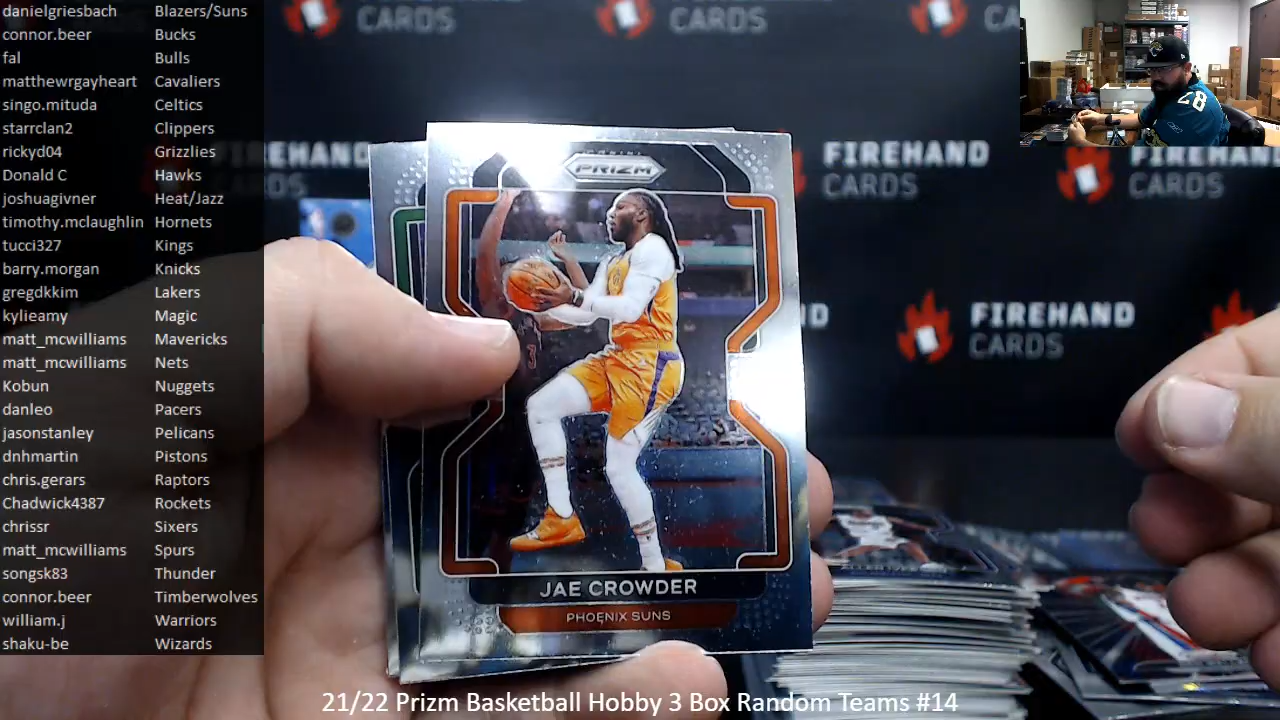 danielgriesbach Blazers/Suns
connor.beer Bucks
fal Bulls
matthewrgayheart Cavaliers
singo.mituda Celtics
starrclan2 Clippers
rickyd04 Grizzlies
Donald C Hawks
joshuagivner Heat/Jazz
timothy.mclaughlin Hornets
tucci327 Kings
barry.morgan Knicks
gregdkkim Lakers
kylieamy Magic
matt_mcwilliams Mavericks
matt_mcwilliams Nets
Kobun Nuggets
danleo Pacers
jasonstanley Pelicans
dnhmartin Pistons
chris.gerars Raptors
Chadwick4387 Rockets
chrissr Sixers
matt_mcwilliams Spurs
songsk83 Thunder
connor.beer Timberwolves
william.j Warriors
shaku-be Wizards
CARDS
CARDS
FIREHAND
CARDS
FIREHAND
CARDS
28
PANINI
PRIZM
3
JAE CROWDER
PHOENIX SUNS
21/22 Prizm Basketball Hobby 3 Box Random Teams #14